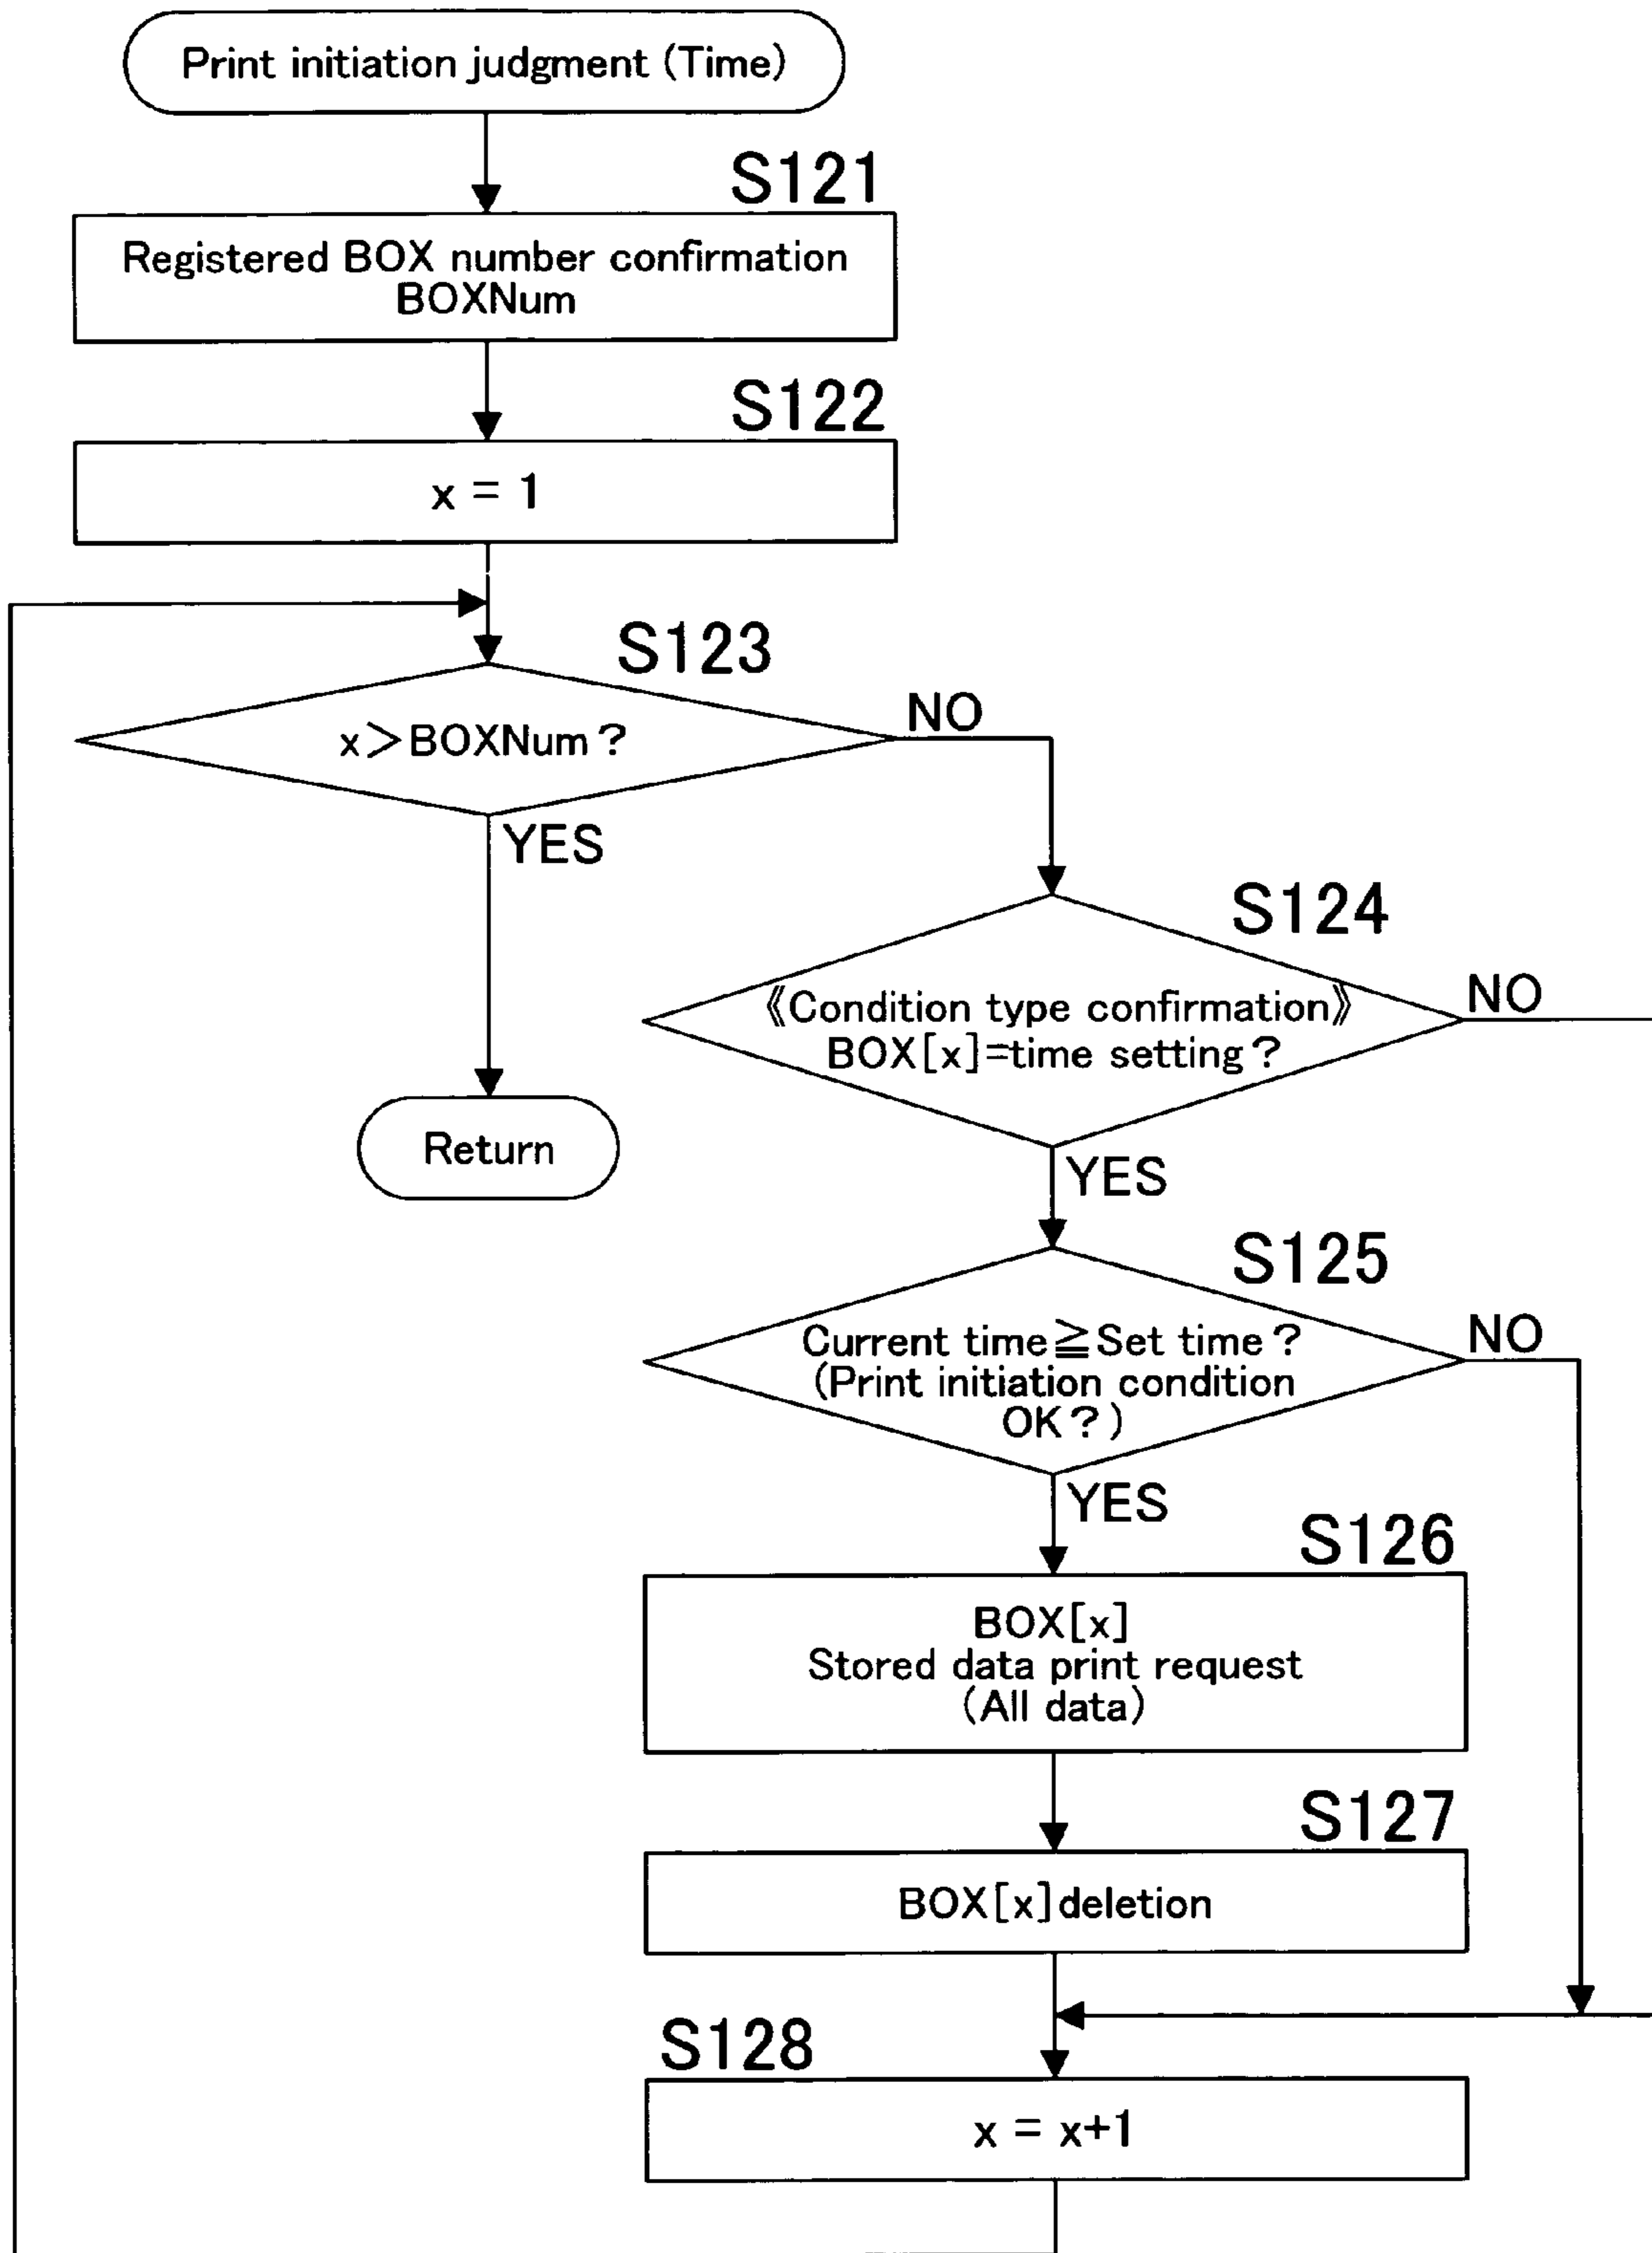 Print initiation judgment (Time)
S121
Registered BOX number confirmation
BOXNum
S122
x = 1
S123
x＞BOXNum？
NO
YES
S124
《Condition type confirmation》
BOX[x]=time setting？
NO
Return
YES
S125
Current time≧Set time？
(Print initiation condition
OK？)
NO
YES
S126
BOX[x]
Stored data print request
(All data)
S127
BOX[x]deletion
S128
x = x+1